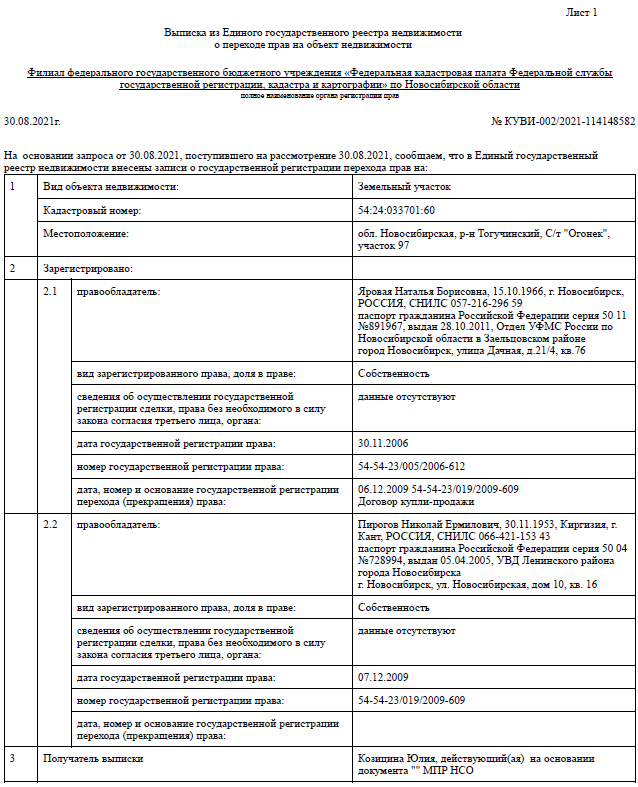 Лист 1
Выписка из Единого государственного реестра недвижимости
о переходе прав на объект недвижимости
Филиал федерального государственного бюджетного учреждения «Федеральная кадастровая палата Федеральной службы
государственной регистрации, кадастра и картографии» по Новосибирской области
полное наименование органа регистрации прав
30.08.2021г.
№ КУВИ-002/2021-114148582
На основании запроса от 30.08.2021, поступившего на рассмотрение 30.08.2021, сообщаем, что в Единый государственный
реестр недвижимости внесены записи о государственной регистрации перехода прав на:
1
Вид объекта недвижимости:
Земельный участок
Кадастровый номер:
54:24:033701:60
Местоположение:
обл. Новосибирская, р-н Тогучинский, С/т "Огонек",
участок 97
2
Зарегистрировано:
2.1
правообладатель:
Яровая Наталья Борисовна, 15.10.1966, г. Новосибирск,
РОССИЯ, СНИЛС 057-216-296 59
паспорт гражданина Российской Федерации серия 50 11
№891967, выдан 28.10.2011, Отдел УФМС России по
Новосибирской области в Заельцовском районе
город Новосибирск, улица Дачная, д.21/4, кв.76
вид зарегистрированного права, доля в праве:
Собственность
сведения об осуществлении государственной
регистрации сделки, права без необходимого в силу
закона согласия третьего лица, органа:
данные отсутствуют
дата государственной регистрации права:
30.11.2006
номер государственной регистрации права:
54-54-23/005/2006-612
дата, номер и основание государственной регистрации
перехода (прекращения) права:
06.12.2009 54-54-23/019/2009-609
Договор купли-продажи
2.2
правообладатель:
Пирогов Николай Ермилович, 30.11.1953, Киргизия, г.
Кант, РОССИЯ, СНИЛС 066-421-153 43
паспорт гражданина Российской Федерации серия 50 04
№728994, выдан 05.04.2005, УВД Ленинского района
города Новосибирска
г. Новосибирск, ул. Новосибирская, дом 10, кв. 16
вид зарегистрированного права, доля в праве:
Собственность
сведения об осуществлении государственной
регистрации сделки, права без необходимого в силу
закона согласия третьего лица, органа:
данные отсутствуют
дата государственной регистрации права:
07.12.2009
номер государственной регистрации права:
54-54-23/019/2009-609
дата, номер и основание государственной регистрации
перехода (прекращения) права:
3
Получатель выписки
Козицина Юлия, действующий(ая) на основании
документа "" МПР НСО